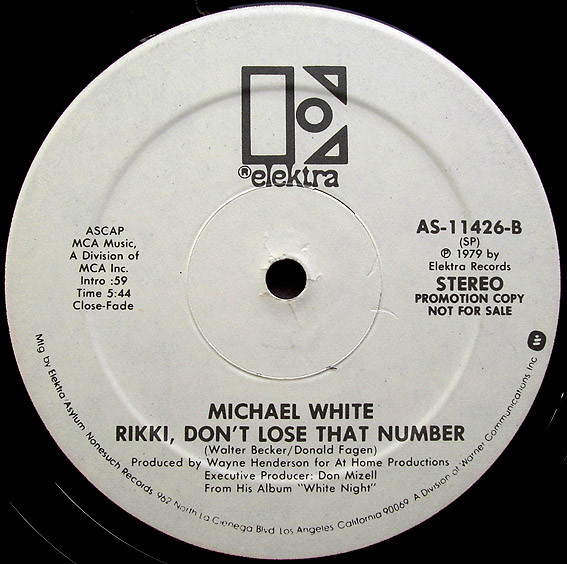 ® elektra
ASCAP
MCA Music,
A Division of
MCA Inc.
Intro :59
Time 5:44
Close-Fade
AS-11426-B
(SP)
℗ 1979 by
Elektra Records
STEREO
PROMOTION COPY
NOT FOR SALE
MICHAEL WHITE
RIKKI, DON'T LOSE THAT NUMBER
(Walter Becker/Donald Fagen)
Produced by Wayne Henderson for At Home Productions
Executive Producer: Don Mizell
From His Album "White Night"
Mfg by Elektra/Asylum/Nonesuch Records 962 North La Cienega Blvd Los Angeles California 90069 A Division of Warner Communications Inc